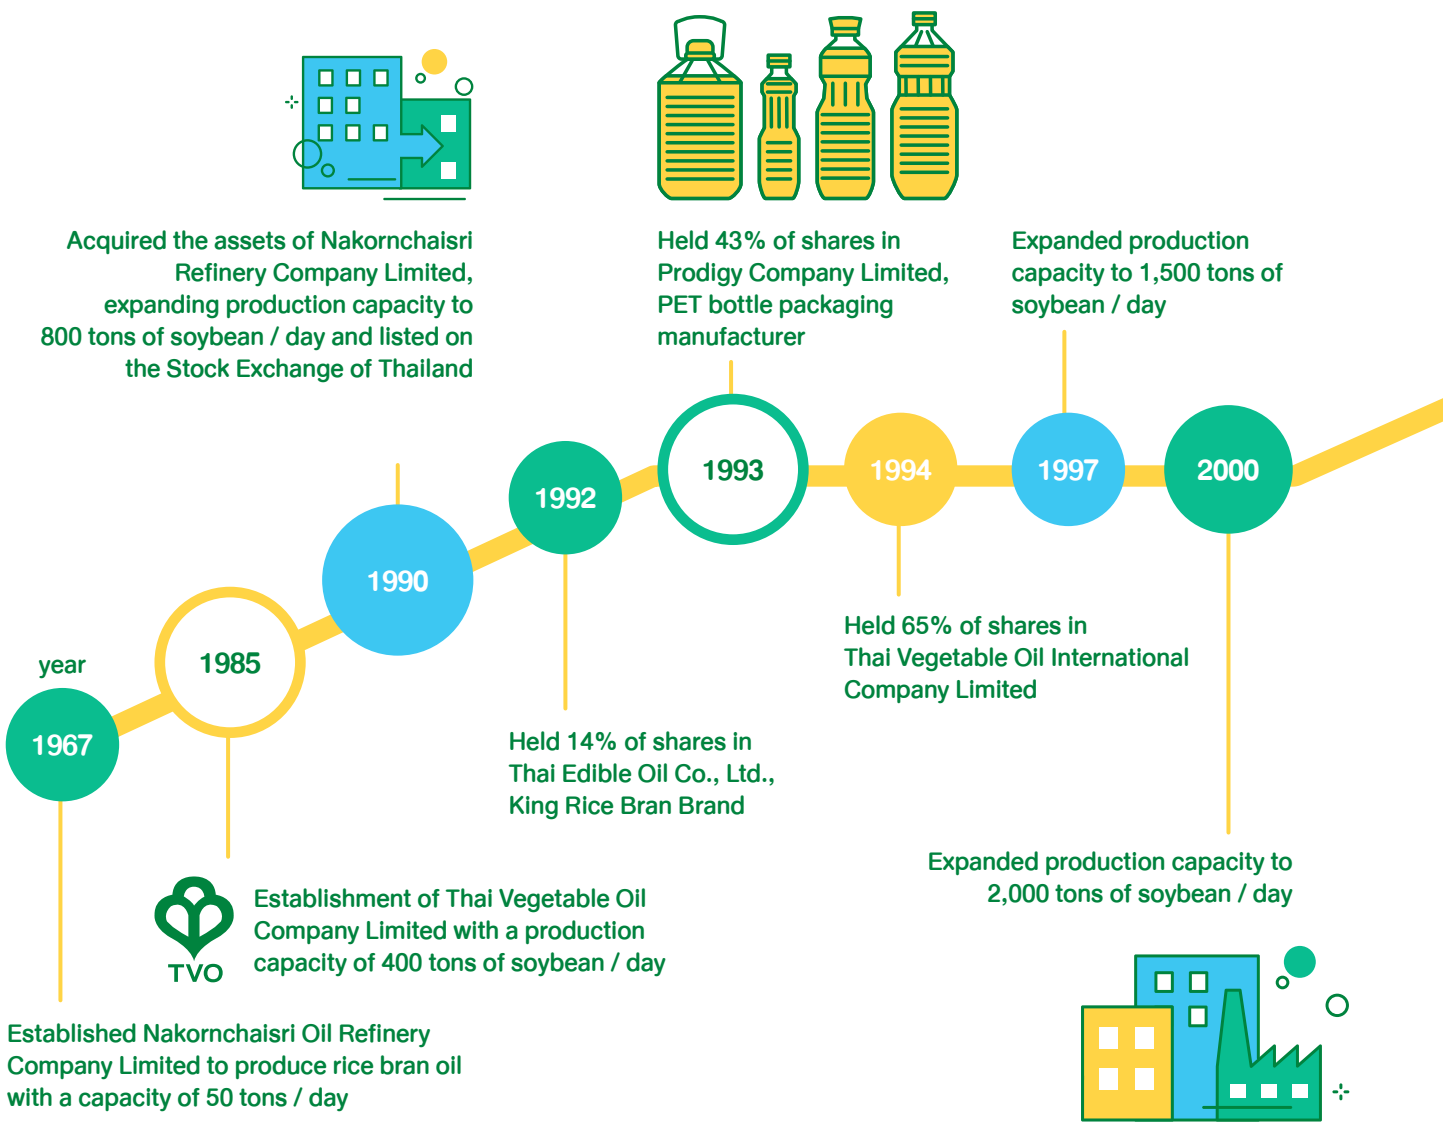 year
1967
Established Nakornchaisri Oil Refinery
Company Limited to produce rice bran oil
with a capacity of 50 tons / day
1985
TVO
Establishment of Thai Vegetable Oil
Company Limited with a production
capacity of 400 tons of soybean / day
Acquired the assets of Nakornchaisri
Refinery Company Limited,
expanding production capacity to
800 tons of soybean / day and listed on
the Stock Exchange of Thailand
1990
1992
Held 14% of shares in
Thai Edible Oil Co., Ltd.,
King Rice Bran Brand
Held 43% of shares in
Prodigy Company Limited,
PET bottle packaging
manufacturer
1993
1994
Held 65% of shares in
Thai Vegetable Oil International
Company Limited
Expanded production
capacity to 1,500 tons of
soybean / day
1997
2000
Expanded production capacity to
2,000 tons of soybean / day